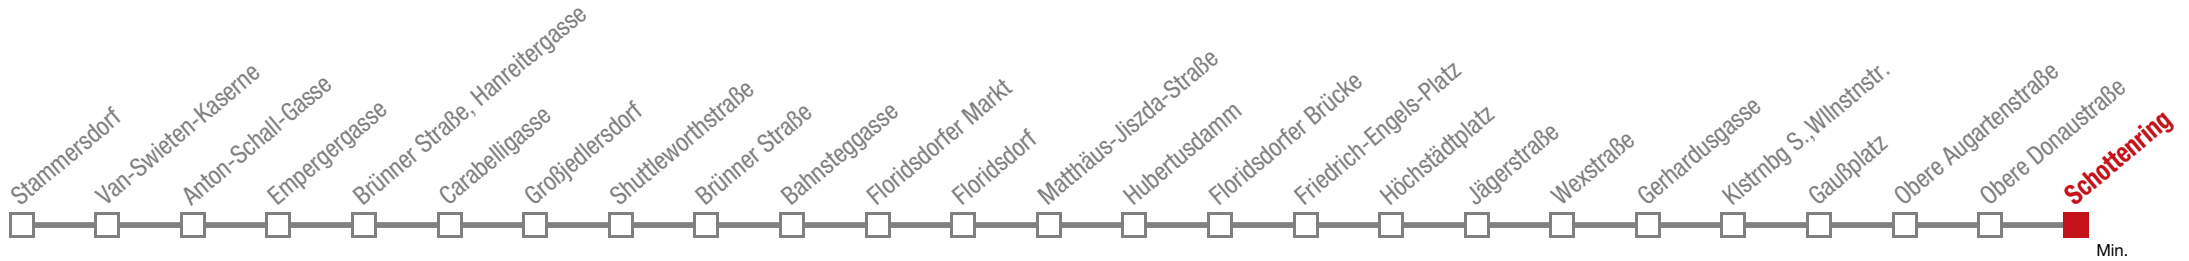 Stammersdorf
Van-Swieten-Kaserne
Anton-Schall-Gasse
Empergergasse
Brünner Straße, Hanreitergasse
Carabelligasse
Großjedlersdorf
Shuttleworthstraße
Brünner Straße
Bahnsteggasse
Floridsdorfer Markt
Floridsdorf
Matthäus-Jiszda-Straße
Hubertusdamm
Floridsdorfer Brücke
Friedrich-Engels-Platz
Höchstädtplatz
Jägerstraße
Wexstraße
Gerhardusgasse
Klstrnbg S.,Wllnstnstr.
Gaußplatz
Obere Augartenstraße
Obere Donaustraße
Schottenring
Min.